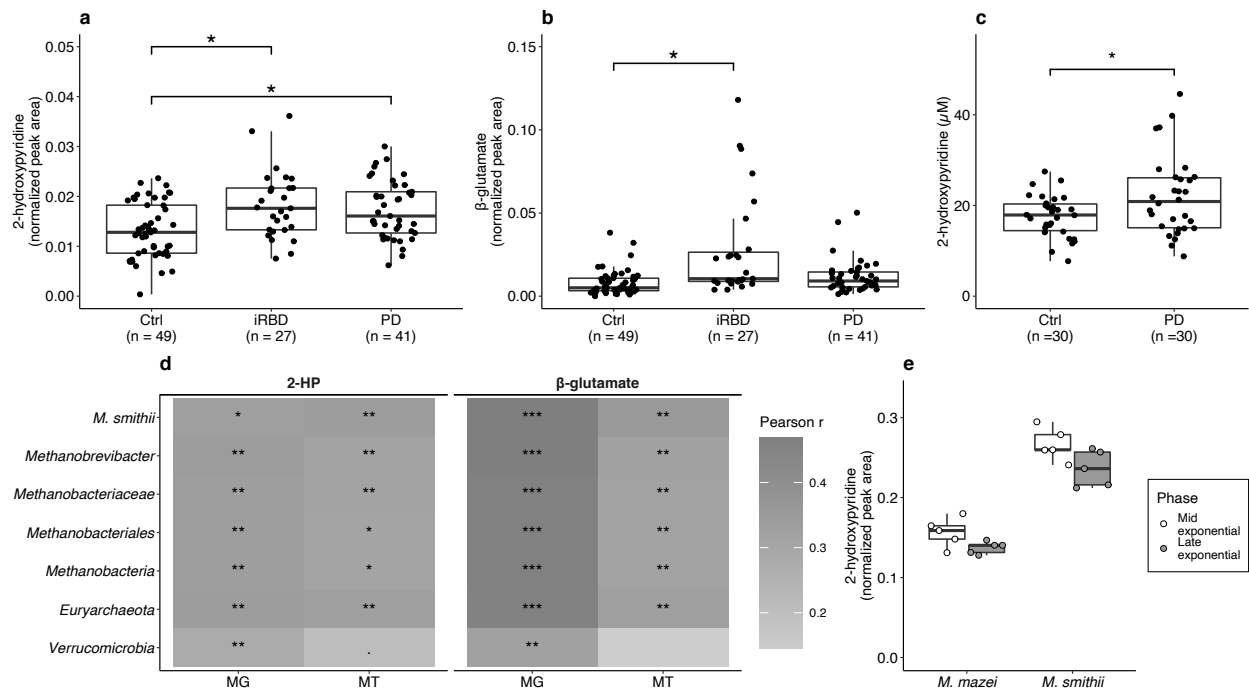 a
2-hydroxypyridine
(normalized peak area)
0.05
0.04
0.03
0.02
0.01
0.00
*
*
Ctrl
(n = 49)
iRBD
(n = 27)
PD
(n = 41)
b
β-glutamate
(normalized peak area)
0.15
0.10
0.05
0.00
*
Ctrl
(n = 49)
iRBD
(n = 27)
PD
(n = 41)
c
2-hydroxypyridine (µM)
40
20
0
*
Ctrl
(n =30)
PD
(n =30)
d
2-HP
β-glutamate
M. smithii * ** *** **
Methanobrevibacter ** ** *** **
Methanobacteriaceae ** ** *** **
Methanobacteriales ** * *** **
Methanobacteria ** * *** **
Euryarchaeota ** ** *** **
Verrucomicrobia ** . **
MG MT MG MT
Pearson r
0.4
0.3
0.2
e
2-hydroxypyridine
(normalized peak area)
0.3
0.2
0.1
0.0
M. mazei
M. smithii
Phase
Mid
exponential
Late
exponential